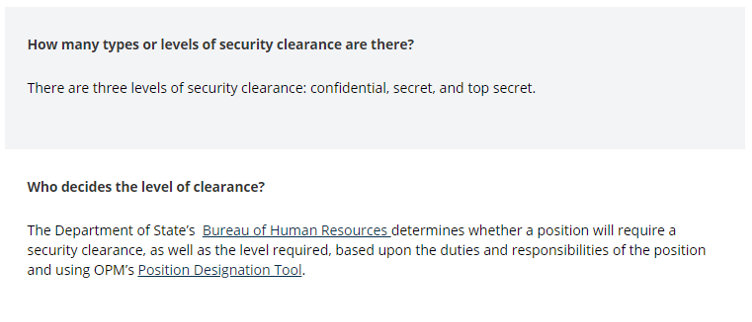 How many types or levels of security clearance are there?
There are three levels of security clearance: confidential, secret, and top secret.
Who decides the level of clearance?
The Department of State’s Bureau of Human Resources determines whether a position will require a
security clearance, as well as the level required, based upon the duties and responsibilities of the position
and using OPM’s Position Designation Tool.